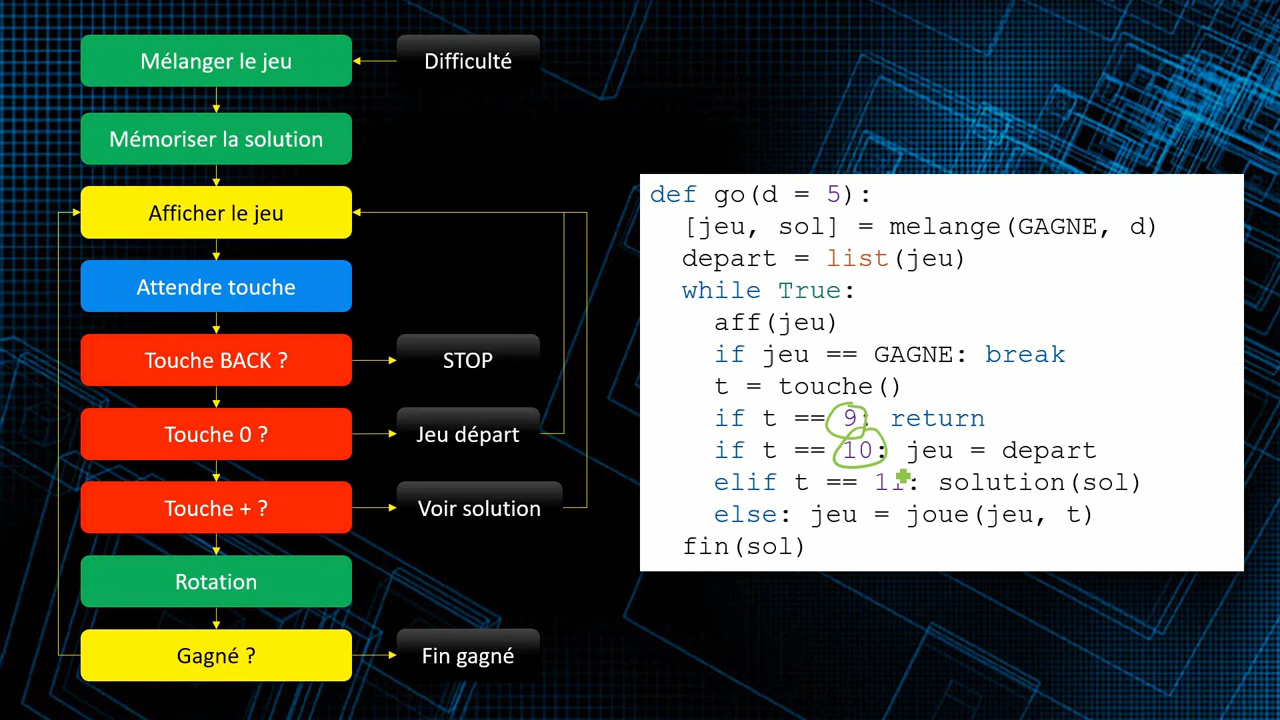 Mélanger le jeu
Difficulté
Mémoriser la solution
Afficher le jeu
Attendre touche
Touche BACK ?
STOP
Touche 0 ?
Jeu départ
Touche + ?
Voir solution
Rotation
Gagné ?
Fin gagné
def go(d = 5):
[jeu, sol] = melange(GAGNE, d)
depart = list(jeu)
while True:
aff(jeu)
if jeu == GAGNE: break
t = touche()
if t == 9: return
if t == 10: jeu = depart
elif t == 11: solution(sol)
else: jeu = joue(jeu, t)
fin(sol)